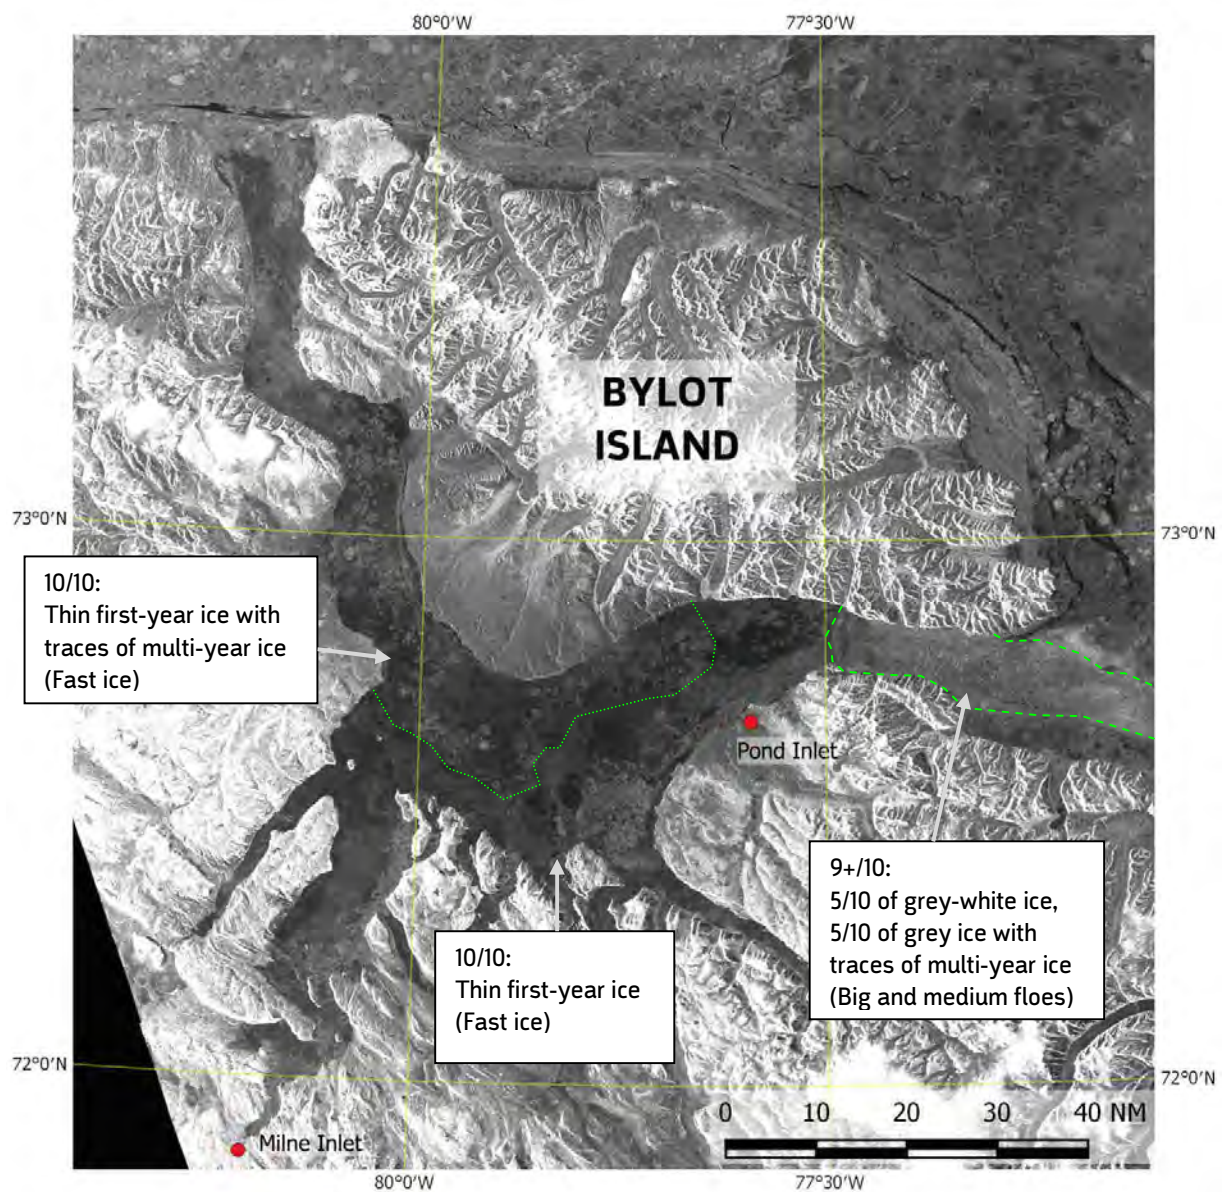 80°0'W
77°30'W
BYLOT
ISLAND
73°0'N
73°0'N
10/10:
Thin first-year ice with
traces of multi-year ice
(Fast ice)
Pond Inlet
9+/10:
5/10 of grey-white ice,
5/10 of grey ice with
traces of multi-year ice
(Big and medium floes)
10/10:
Thin first-year ice
(Fast ice)
72°0'N
72°0'N
0 10 20 30 40 NM
Milne Inlet
80°0'W
77°30'W